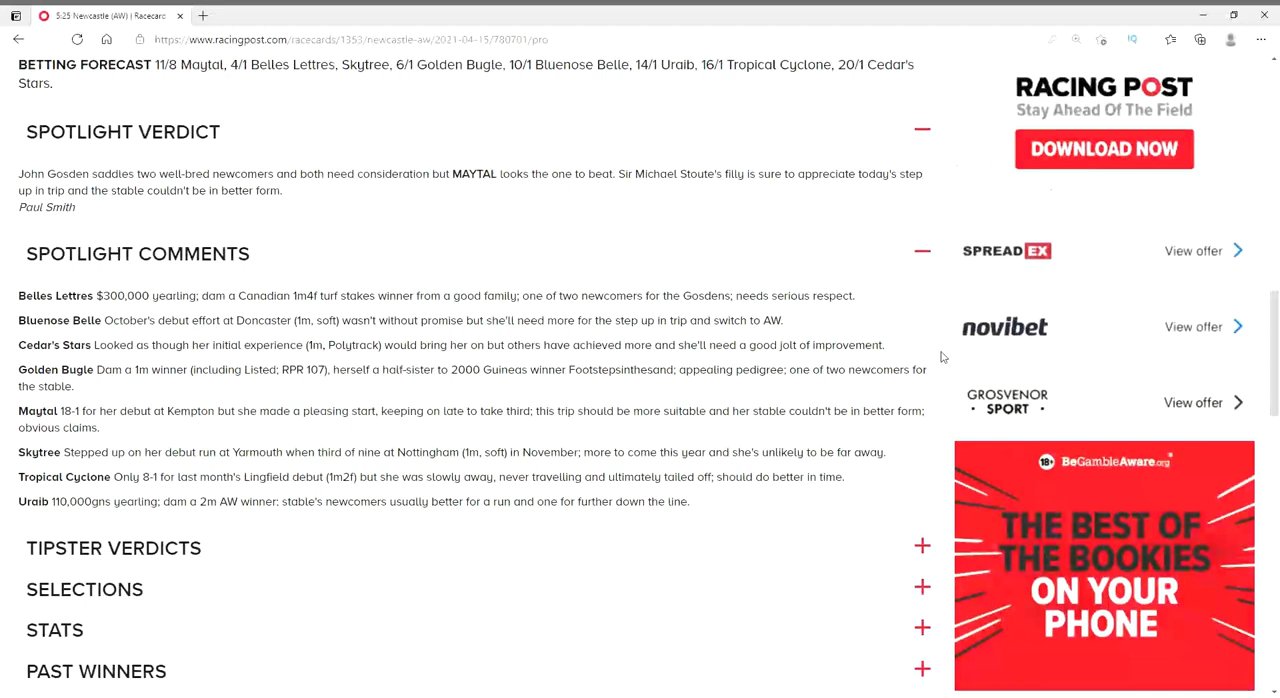 5:25 Newcastle (AW) | Racecard
https://www.racingpost.com/racecards/1353/newcastle-aw/2021-04-15/780701/pro
BETTING FORECAST 11/8 Maytal, 4/1 Belles Lettres, Skytree, 6/1 Golden Bugle, 10/1 Bluenose Belle, 14/1 Uraib, 16/1 Tropical Cyclone, 20/1 Cedar's
Stars.
SPOTLIGHT VERDICT
John Gosden saddles two well-bred newcomers and both need consideration but MAYTAL looks the one to beat. Sir Michael Stoute's filly is sure to appreciate today's step
up in trip and the stable couldn't be in better form.
Paul Smith
SPOTLIGHT COMMENTS
Belles Lettres $300,000 yearling; dam a Canadian 1m4f turf stakes winner from a good family; one of two newcomers for the Gosdens; needs serious respect.
Bluenose Belle October's debut effort at Doncaster (1m, soft) wasn't without promise but she'll need more for the step up in trip and switch to AW.
Cedar's Stars Looked as though her initial experience (1m, Polytrack) would bring her on but others have achieved more and she'll need a good jolt of improvement.
Golden Bugle Dam a 1m winner (including Listed; RPR 107), herself a half-sister to 2000 Guineas winner Footstepsinthesand; appealing pedigree; one of two newcomers for
the stable.
Maytal 18-1 for her debut at Kempton but she made a pleasing start, keeping on late to take third; this trip should be more suitable and her stable couldn't be in better form;
obvious claims.
Skytree Stepped up on her debut run at Yarmouth when third of nine at Nottingham (1m, soft) in November; more to come this year and she's unlikely to be far away.
Tropical Cyclone Only 8-1 for last month's Lingfield debut (1m2f) but she was slowly away, never travelling and ultimately tailed off; should do better in time.
Uraib 110,000gns yearling; dam a 2m AW winner; stable's newcomers usually better for a run and one for further down the line.
TIPSTER VERDICTS
SELECTIONS
STATS
PAST WINNERS
RACING POST
Stay Ahead Of The Field
DOWNLOAD NOW
SPREADEX
View offer
novibet
View offer
GROSVENOR
SPORT
View offer
18+ BeGambleAware.org
THE BEST OF
THE BOOKIES
ON YOUR
PHONE